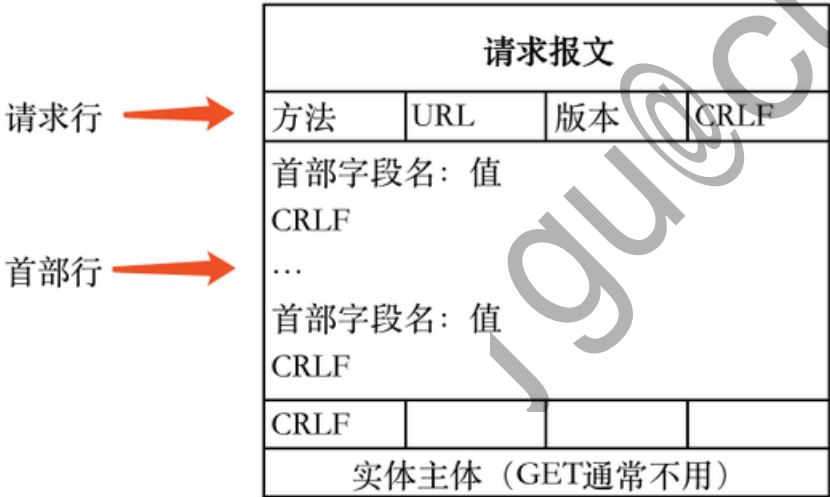 请求报文
请求行
方法 URL 版本 CRLF
首部字段名：值
CRLF
首部行
…
首部字段名：值
CRLF
CRLF
实体主体（GET通常不用）